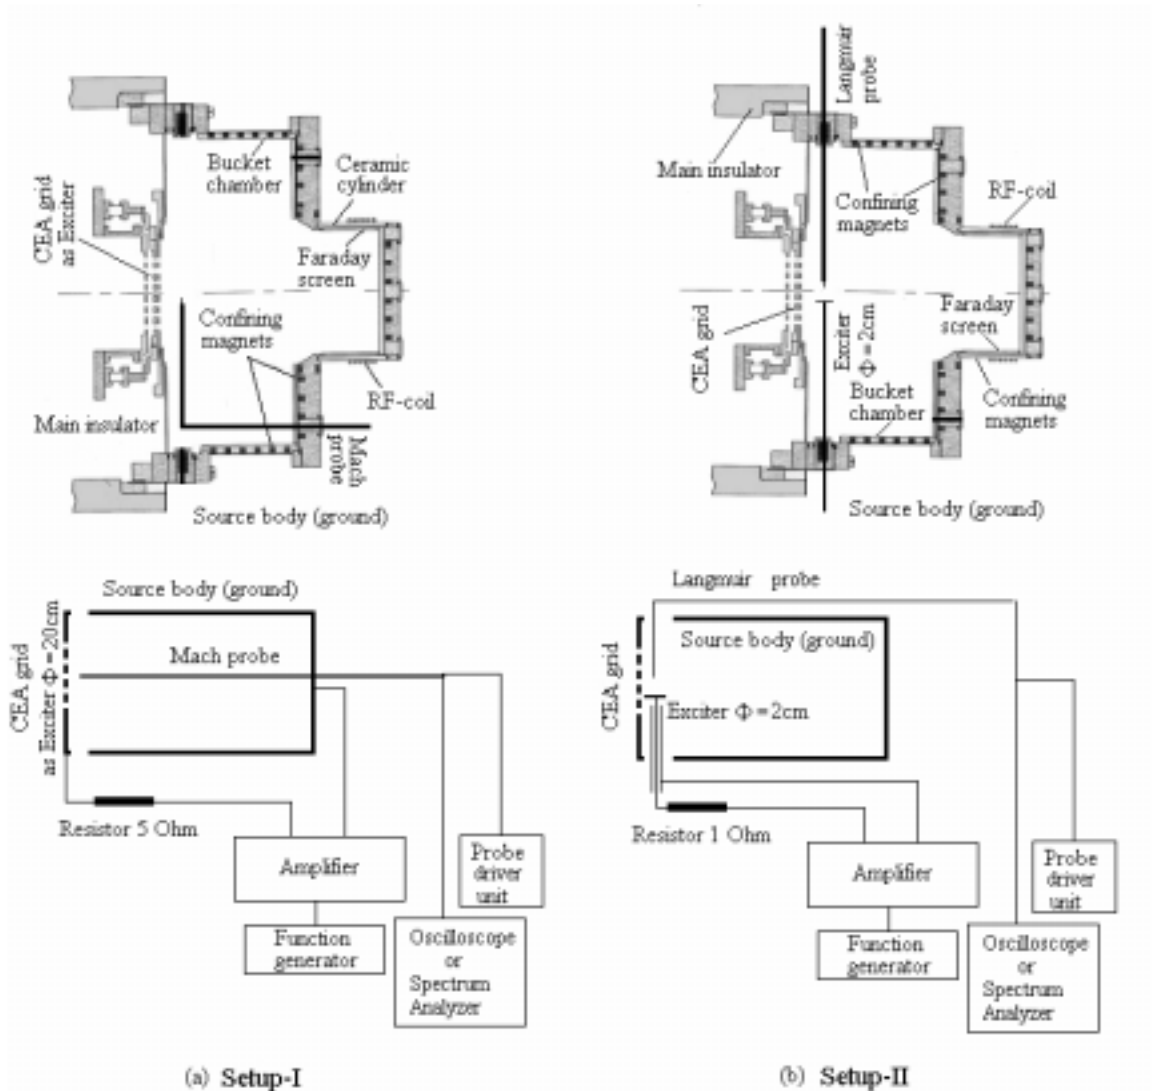 CEA grid
as Exciter
Bucket
chamber
Ceramic
cylinder
Faraday
screen
Confining
magnets
RF-coil
Main insulator
Mach
probe
Source body (ground)
Langmuir
probe
Main insulator
Confining
magnets
RF-coil
CEA grid
Exciter
Φ = 2cm
Faraday
screen
Bucket
chamber
Confining
magnets
Source body (ground)
Source body (ground)
CEA grid
as Exciter Φ = 20cm
Mach probe
Resistor 5 Ohm
Amplifier
Probe
driver
unit
Function
generator
Oscilloscope
or
Spectrum
Analyzer
Langmuir probe
Source body (ground)
CEA grid
Exciter Φ = 2cm
Resistor 1 Ohm
Amplifier
Probe
driver
unit
Function
generator
Oscilloscope
or
Spectrum
Analyzer
(a) Setup-I
(b) Setup-II